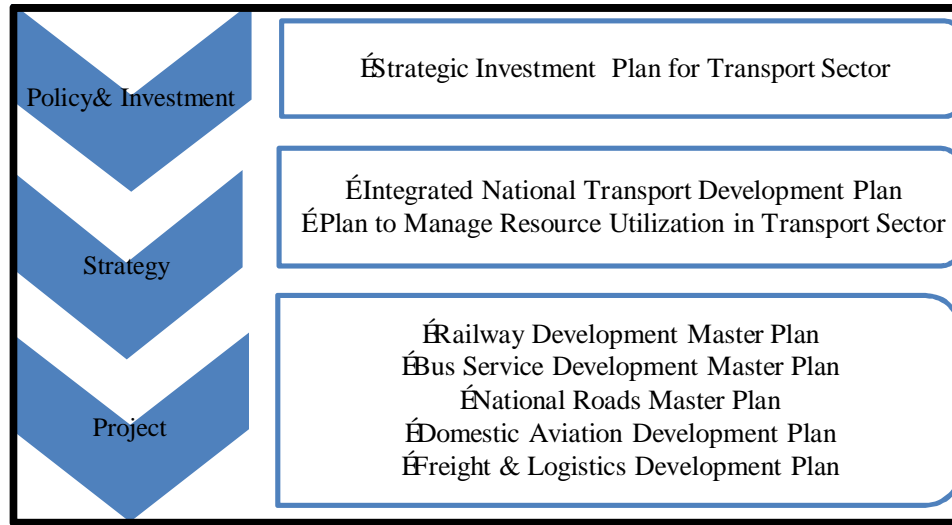 Policy& Investment
ÉStrategic Investment Plan for Transport Sector
Strategy
ÉIntegrated National Transport Development Plan
ÉPlan to Manage Resource Utilization in Transport Sector
Project
ÉRailway Development Master Plan
ÉBus Service Development Master Plan
ÉNational Roads Master Plan
ÉDomestic Aviation Development Plan
ÉFreight & Logistics Development Plan